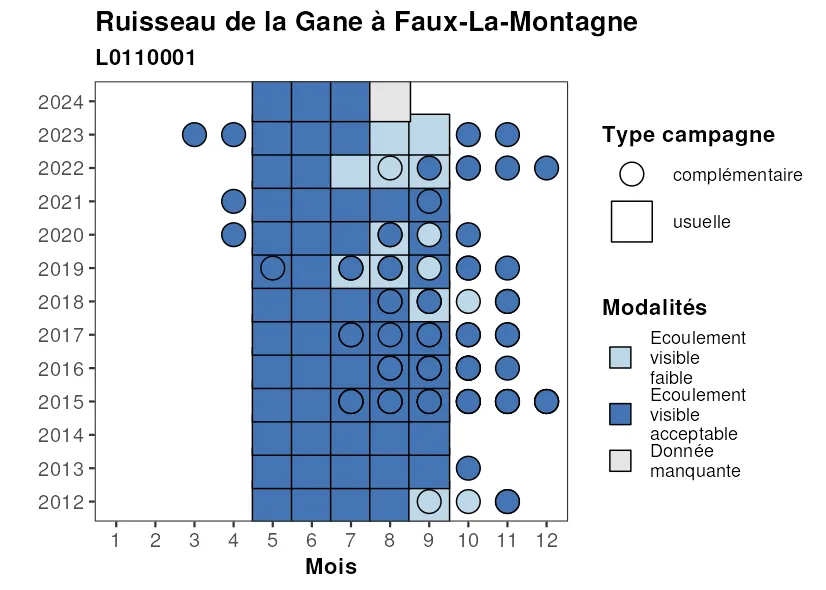 Ruisseau de la Gane à Faux-La-Montagne
L0110001
2024
2023
2022
2021
2020
2019
2018
2017
2016
2015
2014
2013
2012
1 2 3 4 5 6 7 8 9 10 11 12
Mois
Type campagne
complémentaire
usuelle
Modalités
Ecoulement
visible
faible
Ecoulement
visible
acceptable
Donnée
manquante